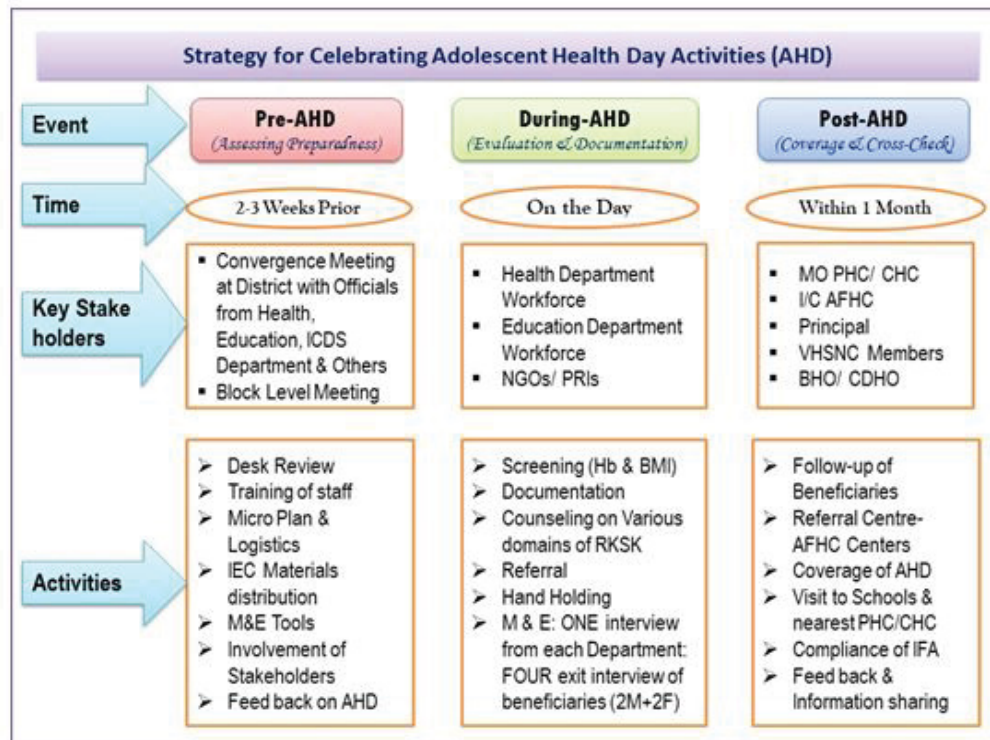 Strategy for Celebrating Adolescent Health Day Activities (AHD)
Event
Pre-AHD
(Assessing Preparedness)
During-AHD
(Evaluation & Documentation)
Post-AHD
(Coverage & Cross-Check)
Time
2-3 Weeks Prior
On the Day
Within 1 Month
Key Stake
holders
▪ Convergence Meeting
at District with Officials
from Health,
Education, ICDS
Department & Others
▪ Block Level Meeting
▪ Health Department
Workforce
▪ Education Department
Workforce
▪ NGOs/ PRIs
▪ MO PHC/ CHC
▪ I/C AFHC
▪ Principal
▪ VHSNC Members
▪ BHO/ CDHO
Activities
➢ Desk Review
➢ Training of staff
➢ Micro Plan &
Logistics
➢ IEC Materials
distribution
➢ M&E Tools
➢ Involvement of
Stakeholders
➢ Feed back on AHD
➢ Screening (Hb & BMI)
➢ Documentation
➢ Counseling on Various
domains of RKSK
➢ Referral
➢ Hand Holding
➢ M & E: ONE interview
from each Department:
FOUR exit interview of
beneficiaries (2M+2F)
➢ Follow-up of
Beneficiaries
➢ Referral Centre-
AFHC Centers
➢ Coverage of AHD
➢ Visit to Schools &
nearest PHC/CHC
➢ Compliance of IFA
➢ Feed back &
Information sharing